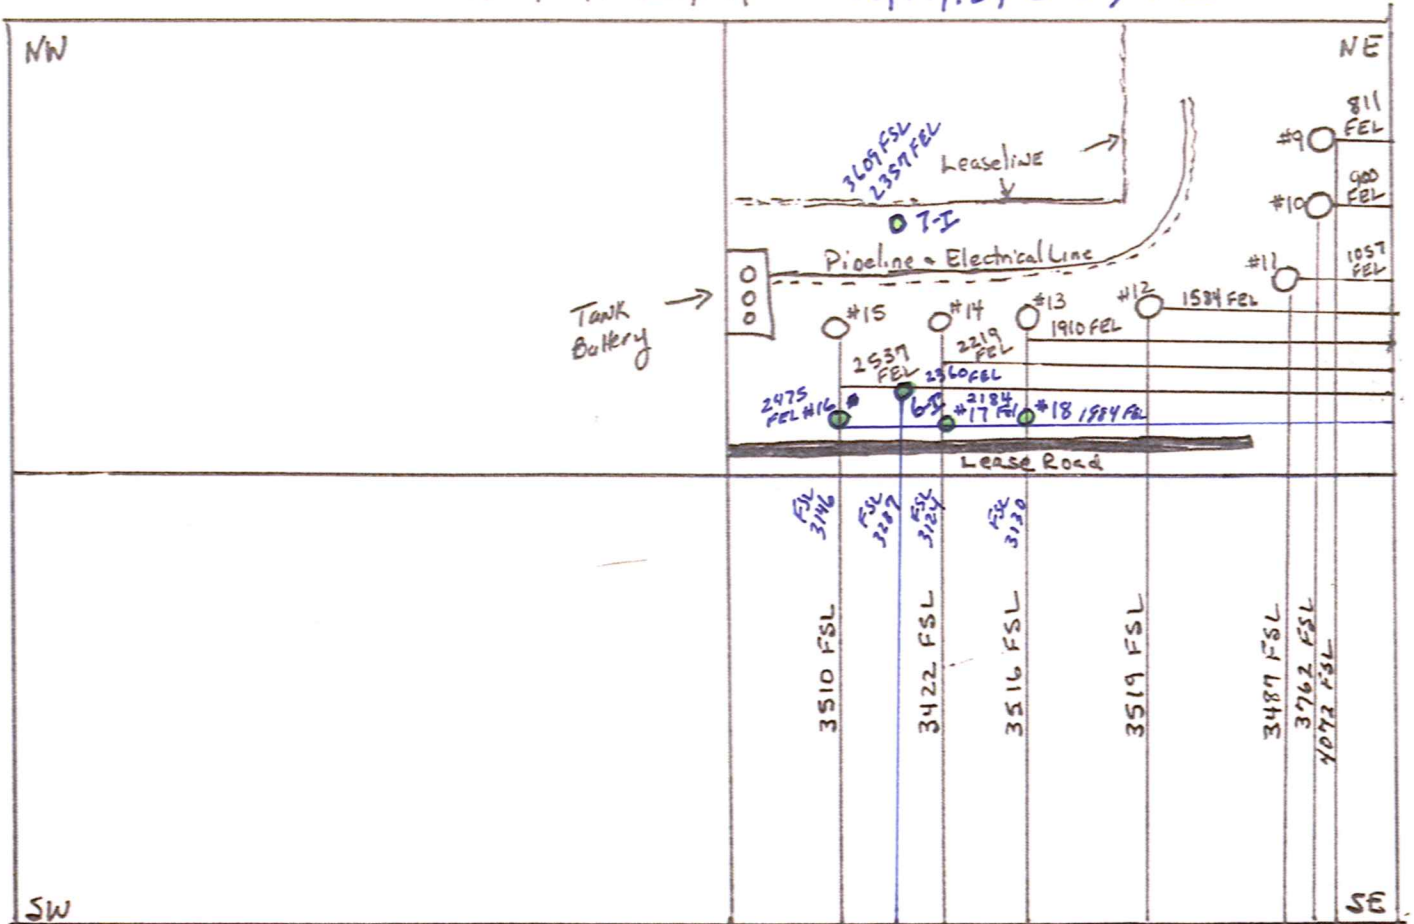 NW
NE
811
FEL
#9
3609 FSL
2357 FEL
Leaseline
900
FEL
#10
7-I
Pipeline & Electrical Line
1057
FEL
#11
Tank
Battery
#15
#14
#13
#12
1584 FEL
1910 FEL
2219
FEL
2537
FEL
2360 FEL
2475
FEL #16
6-I
2184
#17 FEL
#18 1984 FEL
Lease Road
FSL
3146
FSL
3287
FSL
3124
FSL
3130
3510 FSL
3422 FSL
3516 FSL
3519 FSL
3487 FSL
3762 FSL
4072 FSL
SW
SE